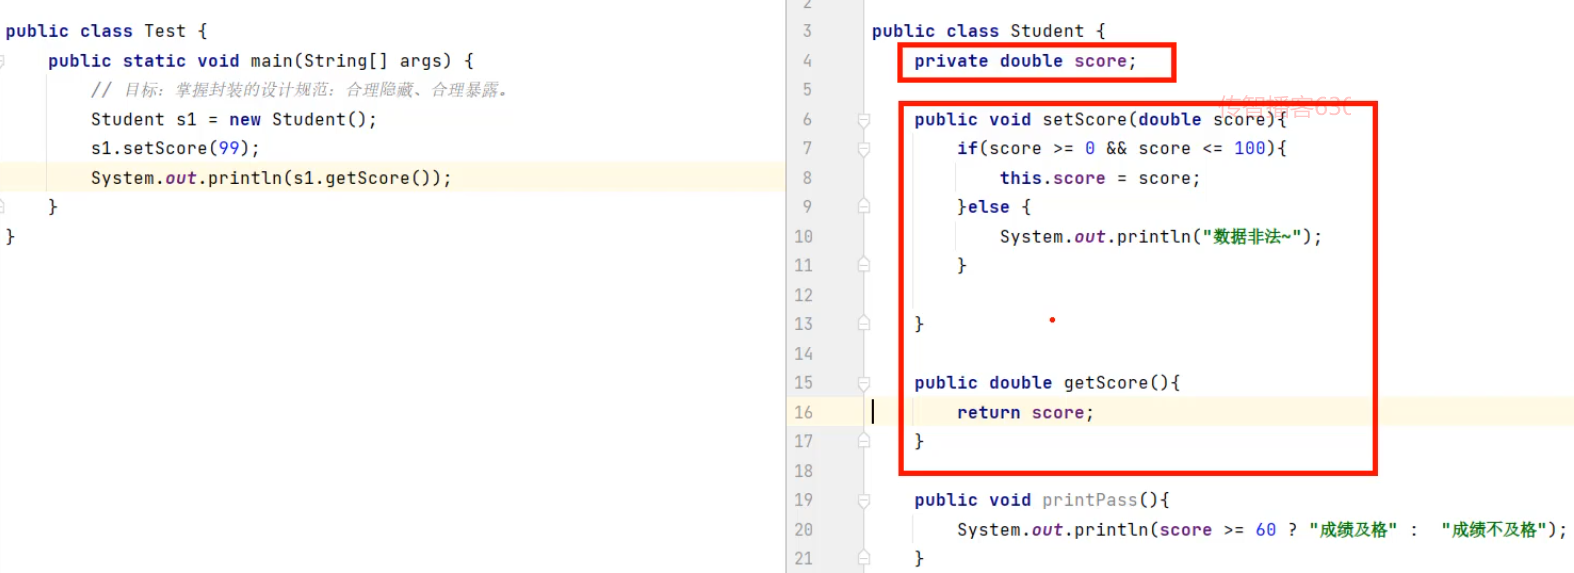 public class Test {
public static void main(String[] args) {
// 目标：掌握封装的设计规范：合理隐藏、合理暴露。
Student s1 = new Student();
s1.setScore(99);
System.out.println(s1.getScore());
}
}
2
3 public class Student {
4 private double score;
5
传智播客630
6 public void setScore(double score){
7 if(score >= 0 && score <= 100){
8 this.score = score;
9 }else {
10 System.out.println("数据非法~");
11 }
12
13 }
14
15 public double getScore(){
16 return score;
17 }
18
19 public void printPass(){
20 System.out.println(score >= 60 ? "成绩及格" : "成绩不及格");
21 }